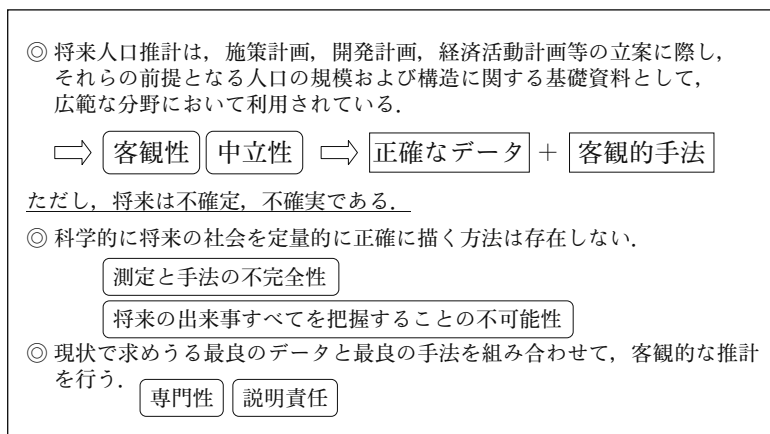 ◎ 将来人口推計は，施策計画，開発計画，経済活動計画等の立案に際し，
それらの前提となる人口の規模および構造に関する基礎資料として，
広範な分野において利用されている．
⇨ 客観性 中立性 ⇨ 正確なデータ + 客観的手法
ただし，将来は不確定，不確実である．
◎ 科学的に将来の社会を定量的に正確に描く方法は存在しない．
測定と手法の不完全性
将来の出来事すべてを把握することの不可能性
◎ 現状で求めうる最良のデータと最良の手法を組み合わせて，客観的な推計
を行う．
専門性 説明責任